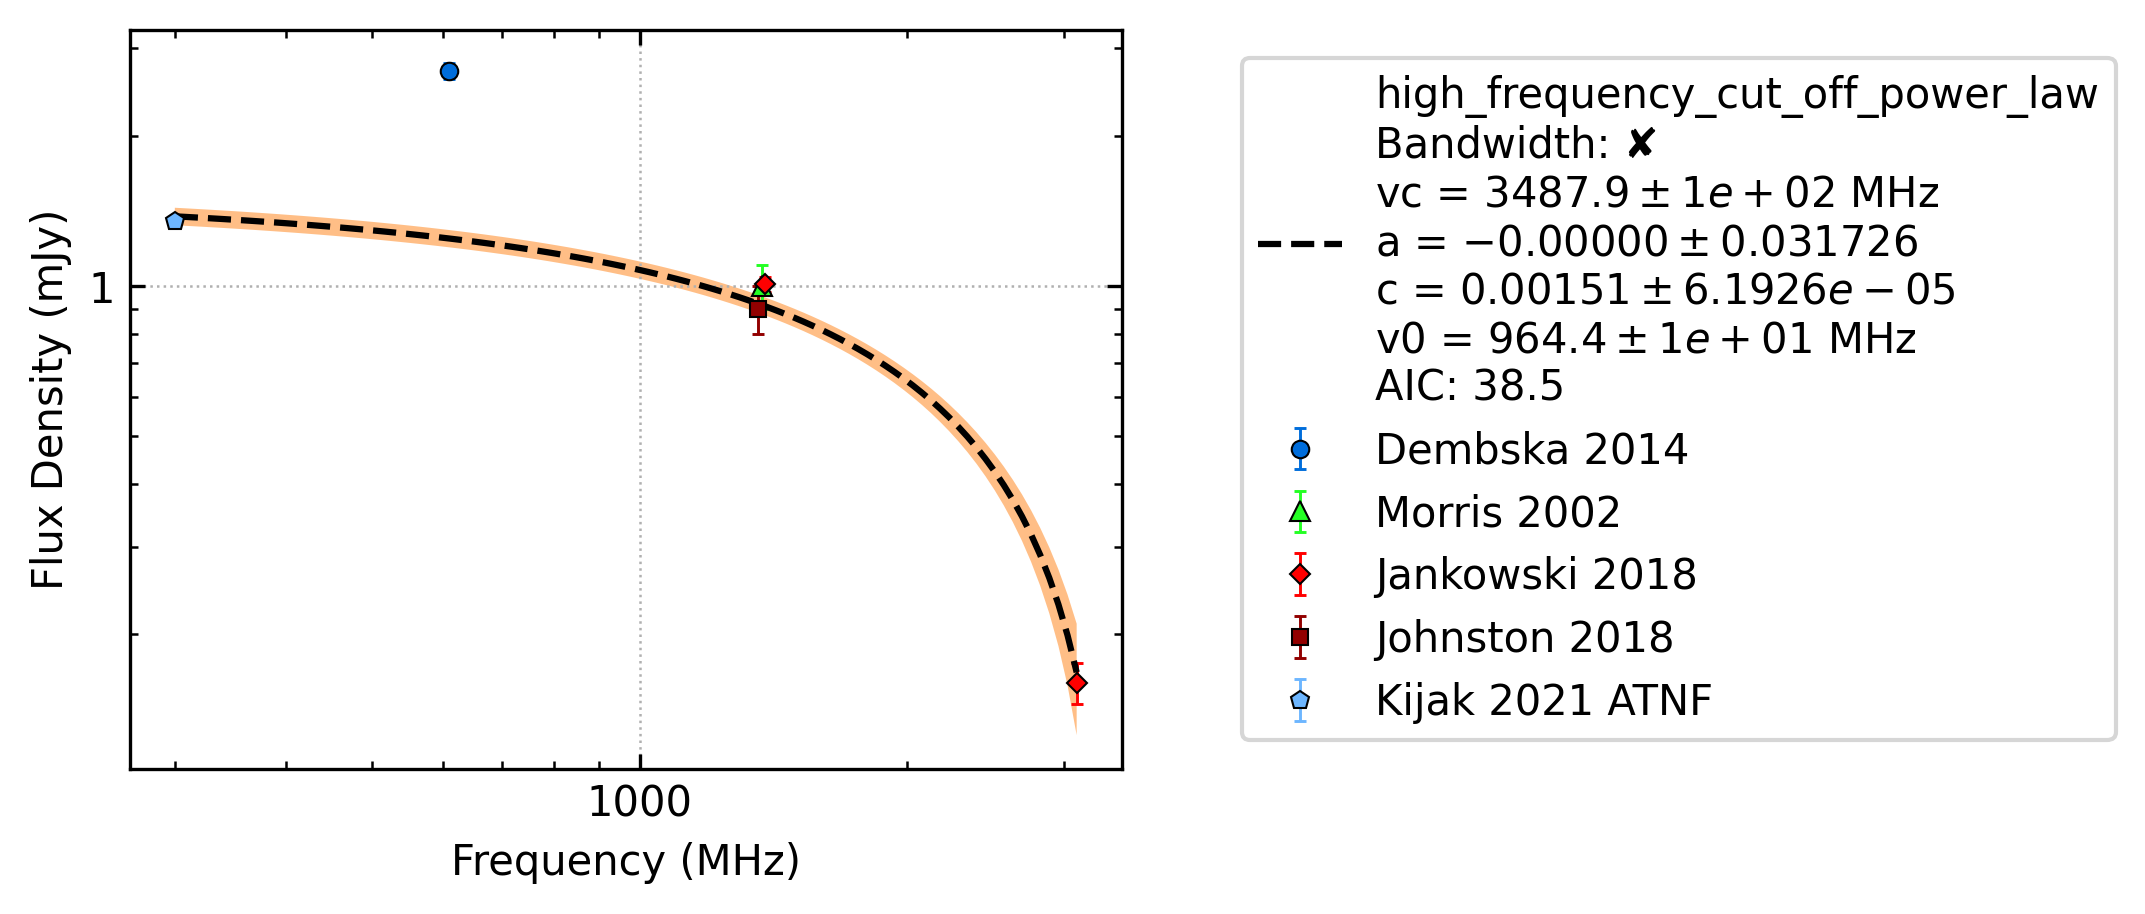 Flux Density (mJy)
1
1000
Frequency (MHz)
high_frequency_cut_off_power_law
Bandwidth: ✘
vc = 3487.9 ± 1e + 02 MHz
a = −0.00000 ± 0.031726
c = 0.00151 ± 6.1926e − 05
v0 = 964.4 ± 1e + 01 MHz
AIC: 38.5
Dembska 2014
Morris 2002
Jankowski 2018
Johnston 2018
Kijak 2021 ATNF